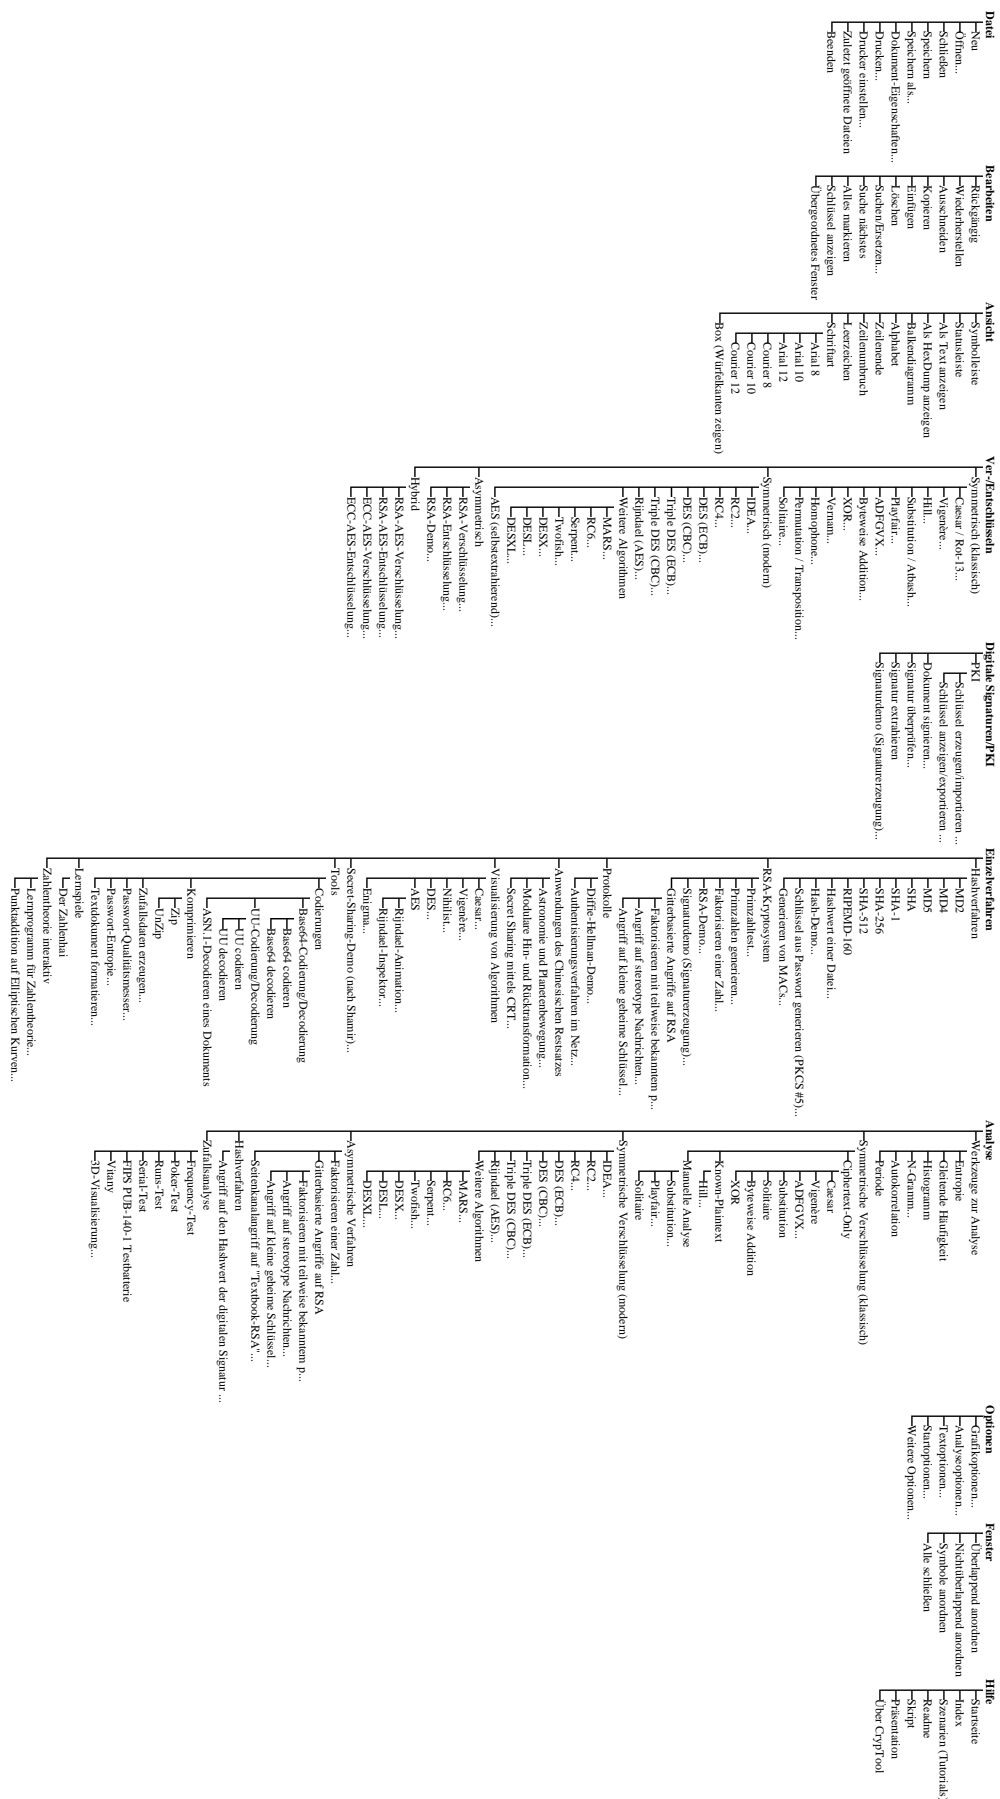 Datei
Neu
Öffnen...
Schließen
Speichern
Speichern als...
Dokument-Eigenschaften...
Drucken...
Drucker einstellen...
Zuletzt geöffnete Dateien
Beenden
Bearbeiten
Rückgängig
Wiederherstellen
Ausschneiden
Kopieren
Einfügen
Löschen
Suchen/Ersetzen...
Suche nächstes
Alles markieren
Schlüssel anzeigen
Übergeordnetes Fenster
Ansicht
Symbolleiste
Statusleiste
Als Text anzeigen
Als HexDump anzeigen
Balkendiagramm
Alphabet
Zeilenende
Zeilenumbruch
Leerzeichen
Schriftart
Arial 8
Arial 10
Arial 12
Courier 8
Courier 10
Courier 12
Box (Würfelkanten zeigen)
Ver-/Entschlüsseln
Symmetrisch (klassisch)
Caesar / Rot-13...
Vigenère...
Hill...
Substitution / Atbash...
Playfair...
ADFGVX...
Byteweise Addition...
XOR...
Vernam...
Homophone...
Permutation / Transposition...
Solitaire...
Symmetrisch (modern)
IDEA...
RC2...
RC4...
DES (ECB)...
DES (CBC)...
Triple DES (ECB)...
Triple DES (CBC)...
Rijndael (AES)...
Weitere Algorithmen
MARS...
RC6...
Serpent...
Twofish...
DESX...
DESL...
DESXL...
AES (selbstextrahierend)...
Asymmetrisch
RSA-Verschlüsselung...
RSA-Entschlüsselung...
RSA-Demo...
Hybrid
RSA-AES-Verschlüsselung...
RSA-AES-Entschlüsselung...
ECC-AES-Verschlüsselung...
ECC-AES-Entschlüsselung...
Digitale Signaturen/PKI
PKI
Schlüssel erzeugen/importieren ...
Schlüssel anzeigen/exportieren ...
Dokument signieren...
Signatur überprüfen...
Signatur extrahieren
Signaturdemo (Signaturerzeugung)...
Einzelverfahren
Hashverfahren
MD2
MD4
MD5
SHA
SHA-1
SHA-256
SHA-512
RIPEMD-160
Hashwert einer Datei...
Hash-Demo...
Schlüssel aus Passwort generieren (PKCS #5)...
Generieren von MACs...
RSA-Kryptosystem
Primzahltest...
Primzahlen generieren...
Faktorisieren einer Zahl...
RSA-Demo...
Signaturdemo (Signaturerzeugung)...
Gitterbasierte Angriffe auf RSA
Faktorisieren mit teilweise bekanntem p...
Angriff auf stereotype Nachrichten...
Angriff auf kleine geheime Schlüssel...
Protokolle
Diffie-Hellman-Demo...
Authentisierungsverfahren im Netz...
Anwendungen des Chinesischen Restsatzes
Astronomie und Planetenbewegung...
Modulare Hin- und Rücktransformation...
Secret Sharing mittels CRT...
Visualisierung von Algorithmen
Caesar...
Vigenère...
Nihilist...
DES...
AES
Rijndael-Animation...
Rijndael-Inspektor...
Enigma...
Secret-Sharing-Demo (nach Shamir)...
Tools
Codierungen
Base64-Codierung/Decodierung
Base64 codieren
Base64 decodieren
UU-Codierung/Decodierung
UU codieren
UU decodieren
ASN.1-Decodieren eines Dokuments
Komprimieren
Zip
UnZip
Zufallsdaten erzeugen...
Passwort-Qualitätsmesser...
Passwort-Entropie...
Textdokument formatieren...
Lernspiele
Der Zahlenhai
Zahlentheorie interaktiv
Lernprogramm für Zahlentheorie...
Punktaddition auf Elliptischen Kurven...
Analyse
Werkzeuge zur Analyse
Entropie
Gleitende Häufigkeit
Histogramm
N-Gramm...
Autokorrelation
Periode
Symmetrische Verschlüsselung (klassisch)
Ciphertext-Only
Caesar
Vigenère
ADFGVX...
Substitution
Solitaire
Byteweise Addition
XOR
Known-Plaintext
Hill...
Manuelle Analyse
Substitution...
Playfair...
Solitaire
Symmetrische Verschlüsselung (modern)
IDEA...
RC2...
RC4...
DES (ECB)...
DES (CBC)...
Triple DES (ECB)...
Triple DES (CBC)...
Rijndael (AES)...
Weitere Algorithmen
MARS...
RC6...
Serpent...
Twofish...
DESX...
DESL...
DESXL...
Asymmetrische Verfahren
Faktorisieren einer Zahl...
Gitterbasierte Angriffe auf RSA
Faktorisieren mit teilweise bekanntem p...
Angriff auf stereotype Nachrichten...
Angriff auf kleine geheime Schlüssel...
Seitenkanalangriff auf "Textbook-RSA"...
Hashverfahren
Angriff auf den Hashwert der digitalen Signatur ...
Zufallsanalyse
Frequency-Test
Poker-Test
Runs-Test
Serial-Test
FIPS PUB-140-1 Testbatterie
Vitany
3D-Visualisierung...
Optionen
Grafikoptionen...
Analyseoptionen...
Textoptionen...
Startoptionen...
Weitere Optionen...
Fenster
Überlappend anordnen
Nichtüberlappend anordnen
Symbole anordnen
Alle schließen
Hilfe
Startseite
Index
Szenarien (Tutorials)
Readme
Skript
Präsentation
Über CrypTool